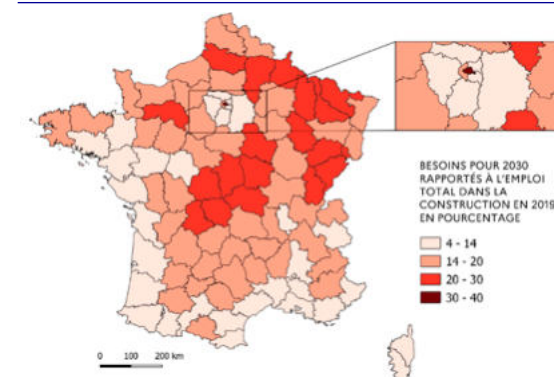 BESOINS POUR 2030
RAPPORTÉS À L'EMPLOI
TOTAL DANS LA
CONSTRUCTION EN 2019
EN POURCENTAGE
4 - 14
14 - 20
20 - 30
30 - 40
0 100 200 km